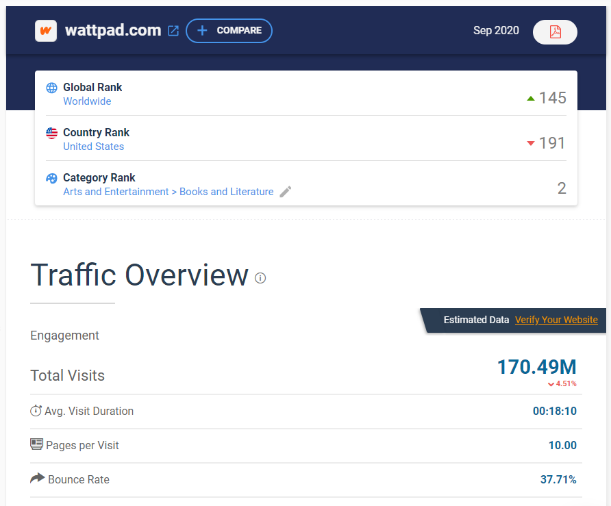 wattpad.com
+ COMPARE
Sep 2020
Global Rank
Worldwide
145
Country Rank
United States
191
Category Rank
Arts and Entertainment > Books and Literature
2
Traffic Overview
Estimated Data Verify Your Website
Engagement
Total Visits
170.49M
4.51%
Avg. Visit Duration
00:18:10
Pages per Visit
10.00
Bounce Rate
37.71%